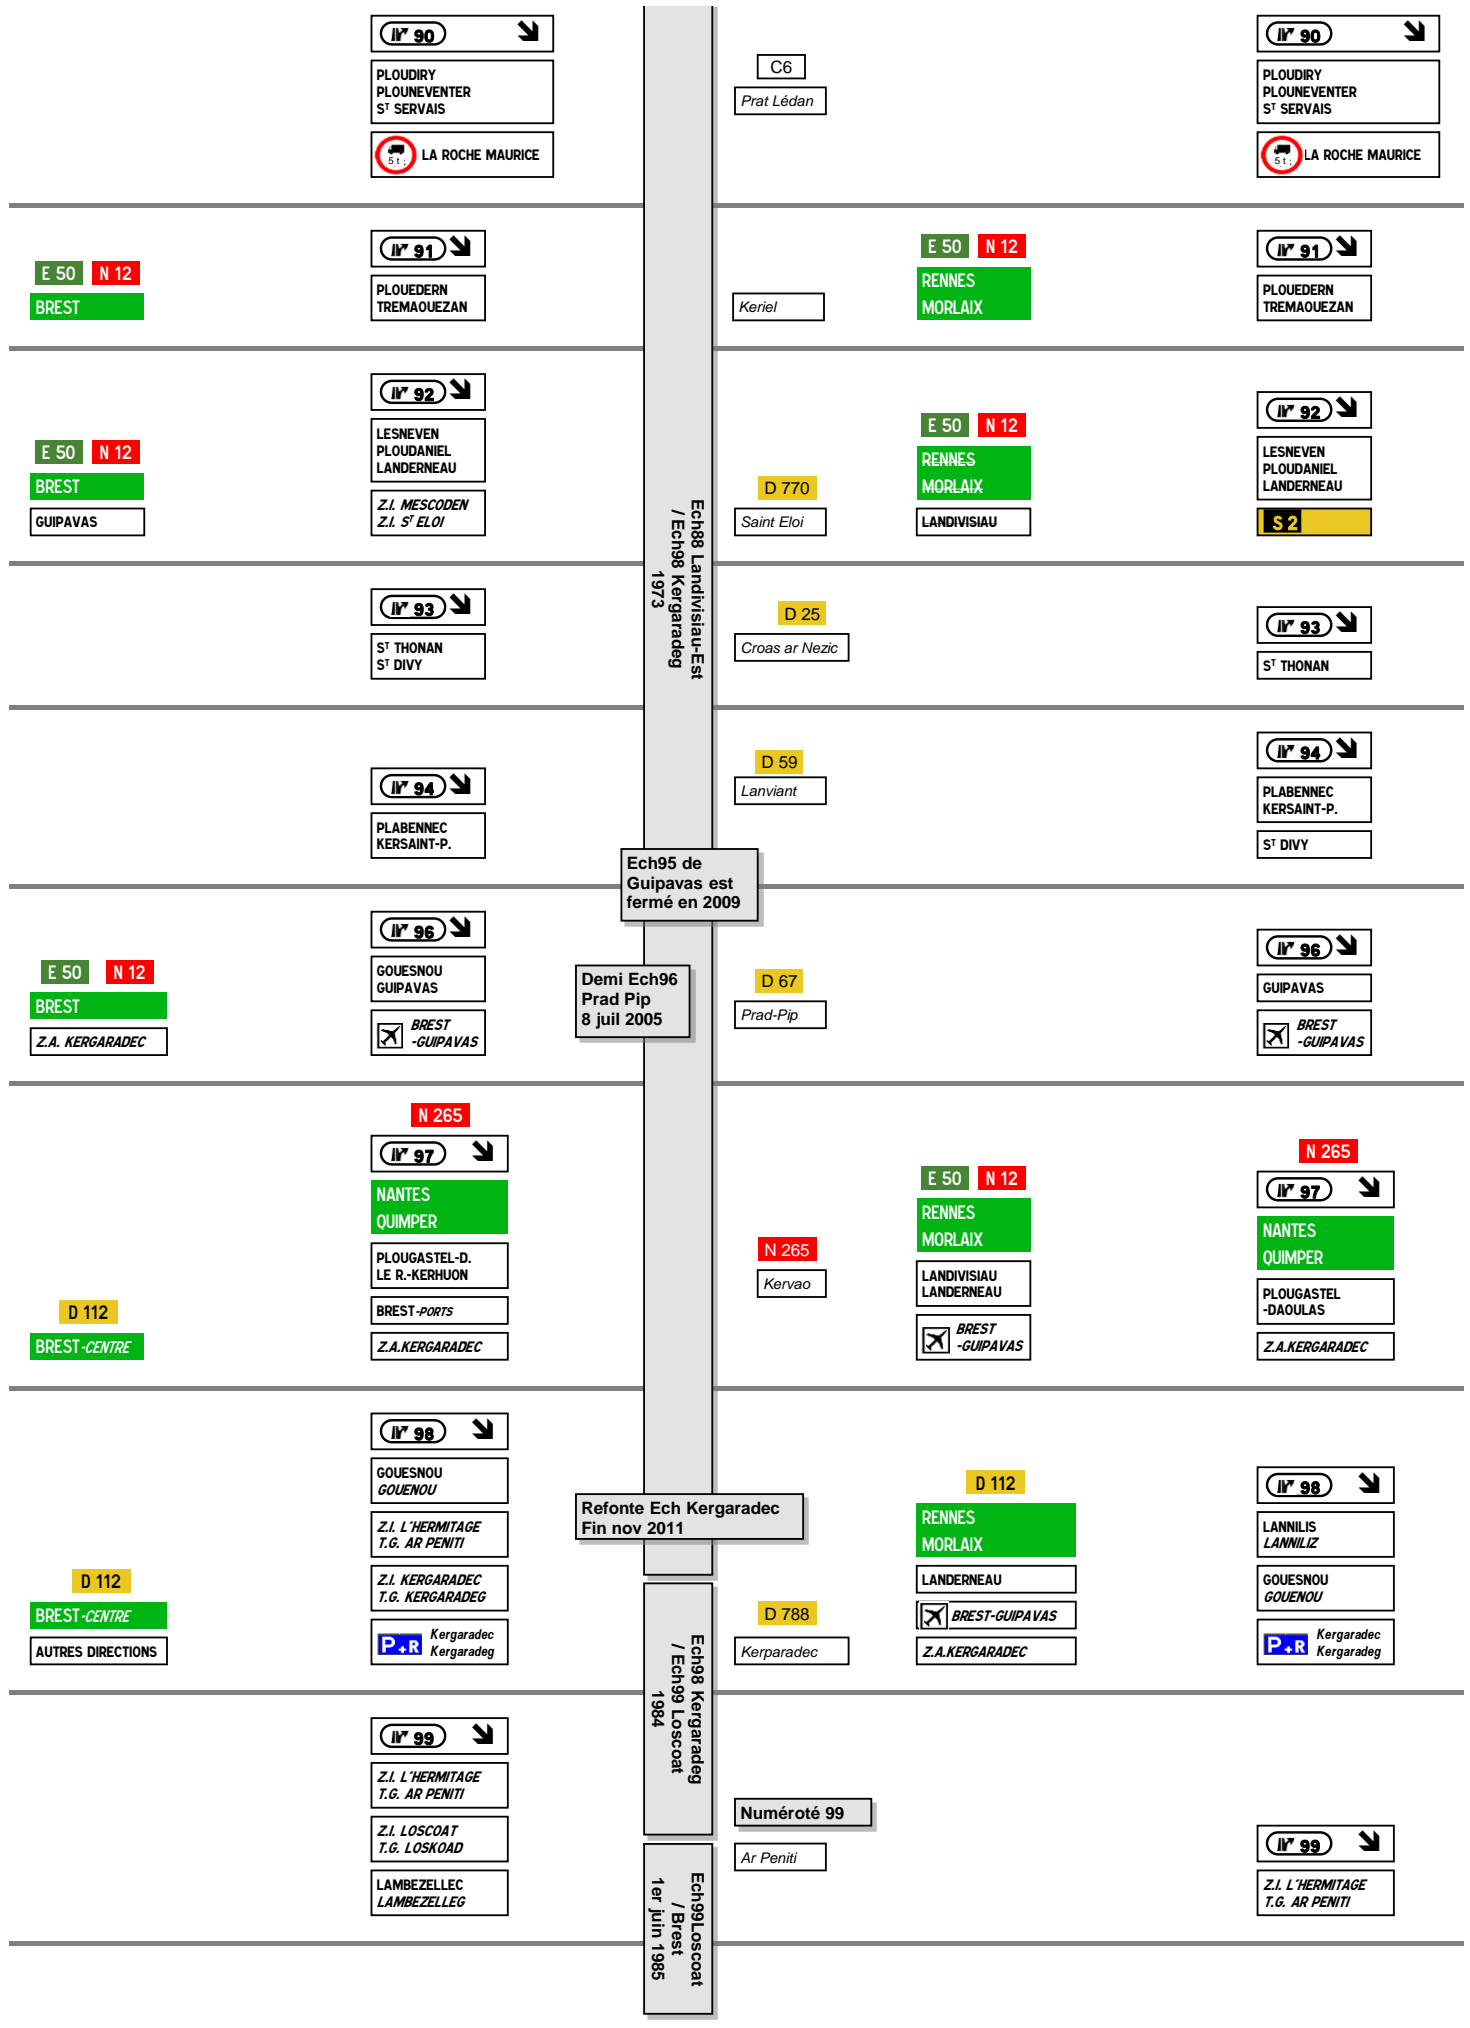 90
PLOUDIRY
PLOUNEVENTER
Sᵀ SERVAIS
5 t ;
LA ROCHE MAURICE
C6
Prat Lédan
90
PLOUDIRY
PLOUNEVENTER
Sᵀ SERVAIS
5 t ;
LA ROCHE MAURICE
E 50 N 12
BREST
91
PLOUEDERN
TREMAOUEZAN
Keriel
E 50 N 12
RENNES
MORLAIX
91
PLOUEDERN
TREMAOUEZAN
E 50 N 12
BREST
GUIPAVAS
92
LESNEVEN
PLOUDANIEL
LANDERNEAU
Z.I. MESCODEN
Z.I. Sᵀ ELOI
Ech88 Landivisiau-Est
/ Ech98 Kergaradeg
1973
D 770
Saint Eloi
E 50 N 12
RENNES
MORLAIX
LANDIVISIAU
92
LESNEVEN
PLOUDANIEL
LANDERNEAU
S 2
93
Sᵀ THONAN
Sᵀ DIVY
D 25
Croas ar Nezic
93
Sᵀ THONAN
94
PLABENNEC
KERSAINT-P.
D 59
Lanviant
94
PLABENNEC
KERSAINT-P.
Sᵀ DIVY
Ech95 de
Guipavas est
fermé en 2009
E 50 N 12
BREST
Z.A. KERGARADEC
96
GOUESNOU
GUIPAVAS
BREST
-GUIPAVAS
Demi Ech96
Prad Pip
8 juil 2005
D 67
Prad-Pip
96
GUIPAVAS
BREST
-GUIPAVAS
D 112
BREST-CENTRE
N 265
97
NANTES
QUIMPER
PLOUGASTEL-D.
LE R.-KERHUON
BREST-PORTS
Z.A.KERGARADEC
N 265
Kervao
E 50 N 12
RENNES
MORLAIX
LANDIVISIAU
LANDERNEAU
BREST
-GUIPAVAS
N 265
97
NANTES
QUIMPER
PLOUGASTEL
-DAOULAS
Z.A.KERGARADEC
D 112
BREST-CENTRE
AUTRES DIRECTIONS
98
GOUESNOU
GOUENOU
Z.I. L'HERMITAGE
T.G. AR PENITI
Z.I. KERGARADEC
T.G. KERGARADEG
P+R
Kergaradec
Kergaradeg
Refonte Ech Kergaradec
Fin nov 2011
D 788
Kerparadec
D 112
RENNES
MORLAIX
LANDERNEAU
BREST-GUIPAVAS
Z.A.KERGARADEC
98
LANNILIS
LANNILIZ
GOUESNOU
GOUENOU
P+R
Kergaradec
Kergaradeg
Ech98 Kergaradeg
/ Ech99 Loscoat
1984
99
Z.I. L'HERMITAGE
T.G. AR PENITI
Z.I. LOSCOAT
T.G. LOSKOAD
LAMBEZELLEC
LAMBEZELLEG
Numéroté 99
Ar Peniti
99
Z.I. L'HERMITAGE
T.G. AR PENITI
Ech99Loscoat
/ Brest
1er juin 1985